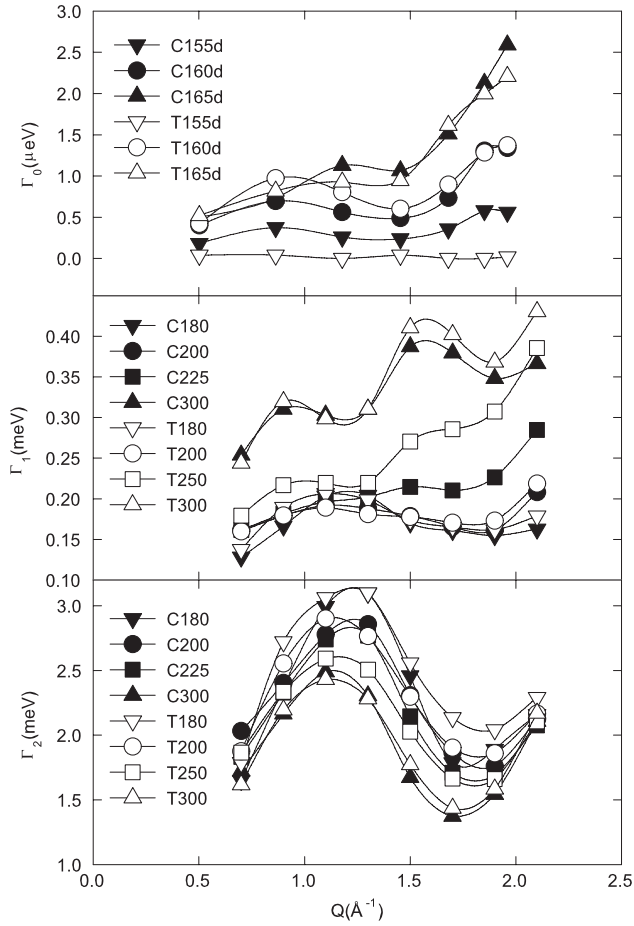 3.0
2.5
2.0
1.5
1.0
0.5
0.0
Γ0(μeV)
C155d
C160d
C165d
T155d
T160d
T165d
0.40
0.35
0.30
0.25
0.20
0.15
0.10
Γ1(meV)
C180
C200
C225
C300
T180
T200
T250
T300
3.0
2.5
2.0
1.5
1.0
Γ2(meV)
C180
C200
C225
C300
T180
T200
T250
T300
0.0 0.5 1.0 1.5 2.0 2.5
Q(Å-1)